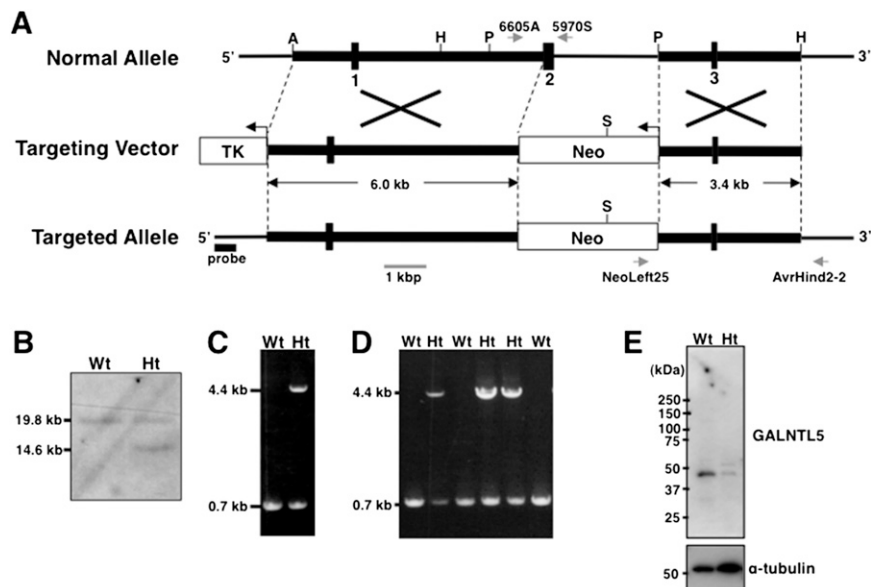 A
6605A 5970S
Normal Allele 5' A H P P H 3'
1 2 3
Targeting Vector TK S Neo
6.0 kb 3.4 kb
Targeted Allele 5' S Neo 3'
probe
1 kbp NeoLeft25 AvrHind2-2
B
Wt Ht
19.8 kb
14.6 kb
C
Wt Ht
4.4 kb
0.7 kb
D
Wt Ht Wt Ht Ht Wt
4.4 kb
0.7 kb
E
Wt Ht
(kDa)
250
150
100
75
50
37
25
GALNTL5
50
α-tubulin